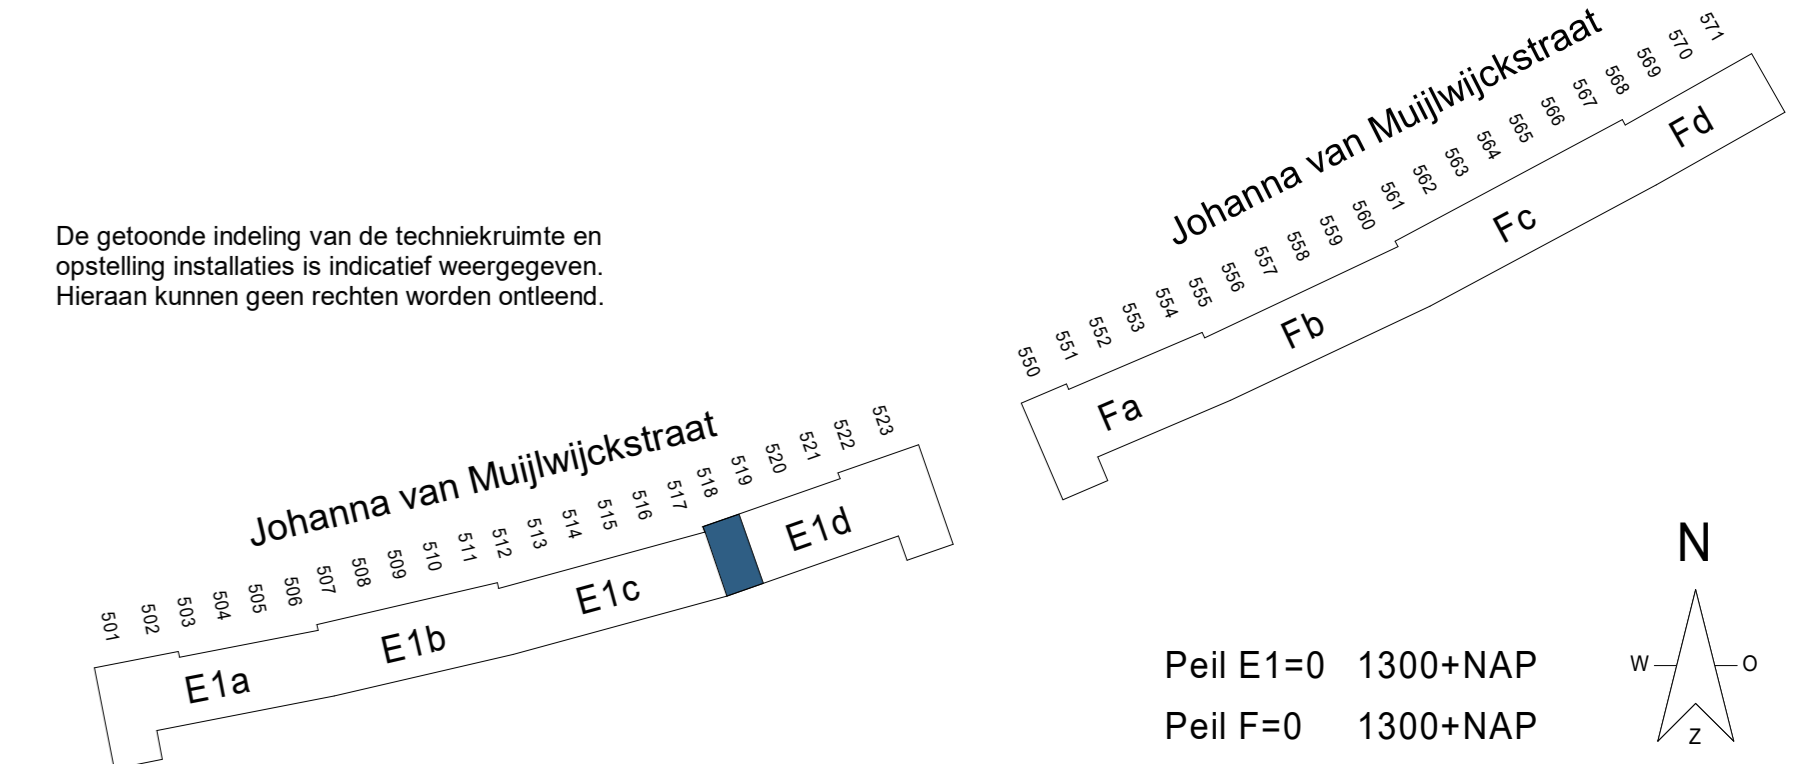 Johanna van Muijlwijckstraat
550 551 552 553 554 555 556 557 558 559 560 561 562 563 564 565 566 567 568 569 570 571
Fa Fb Fc Fd
De getoonde indeling van de techniekruimte en
opstelling installaties is indicatief weergegeven.
Hieraan kunnen geen rechten worden ontleend.
Johanna van Muijlwijckstraat
501 502 503 504 505 506 507 508 509 510 511 512 513 514 515 516 517 518 519 520 521 522 523
E1a E1b E1c E1d
Peil E1=0 1300+NAP
Peil F=0 1300+NAP
N
W O
Z